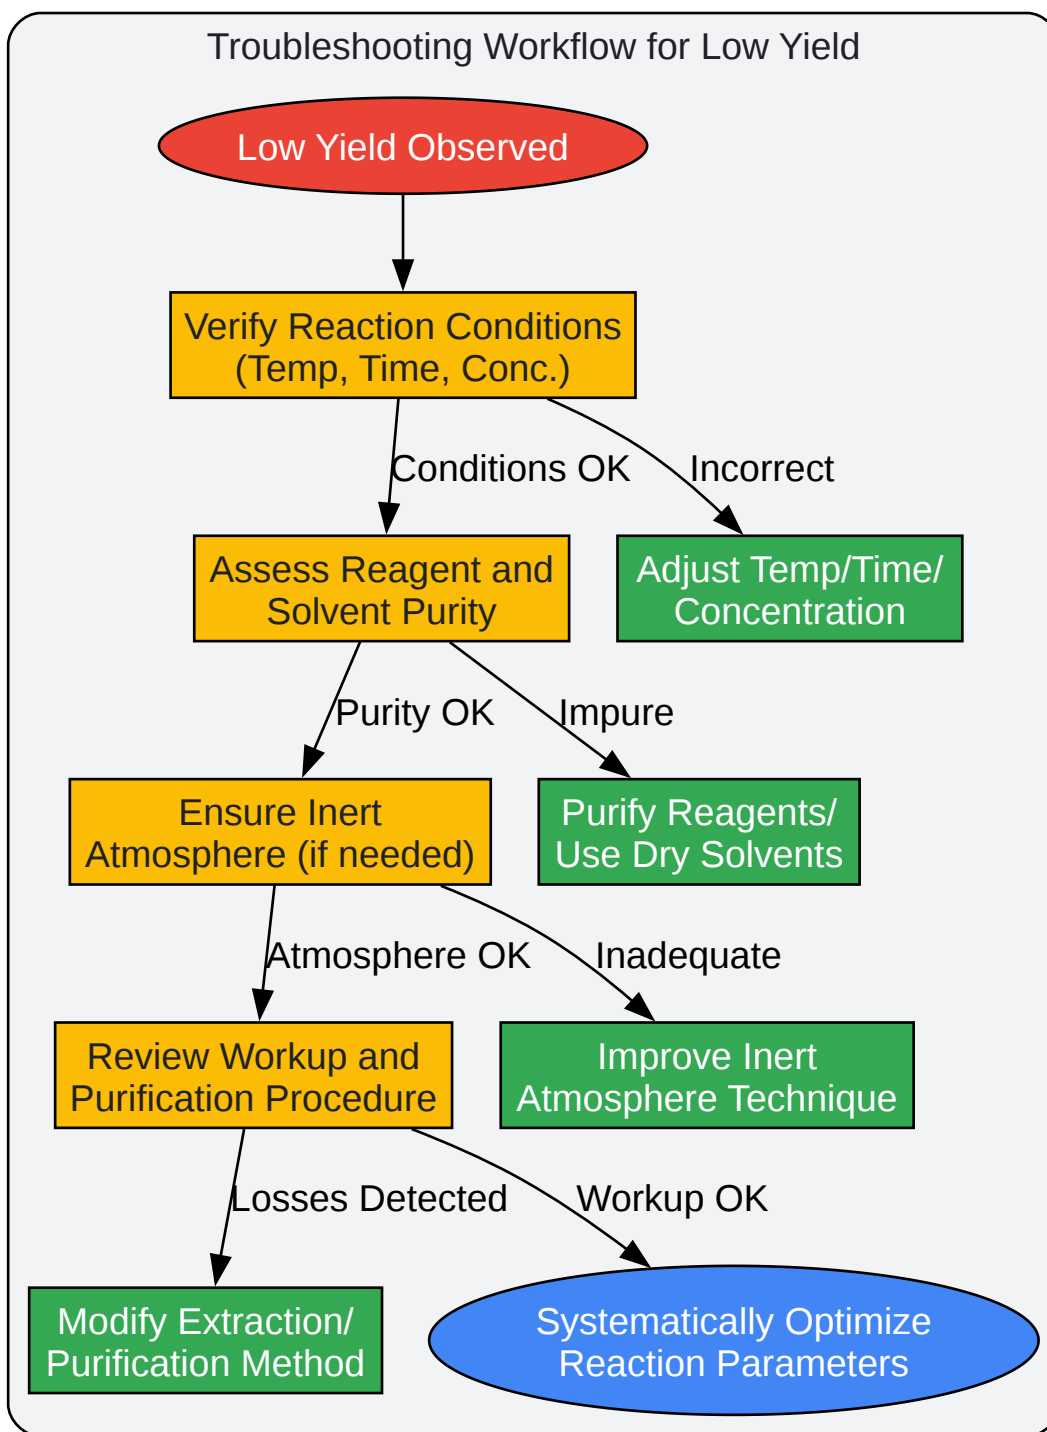 Troubleshooting Workflow for Low Yield
Low Yield Observed
Verify Reaction Conditions
(Temp, Time, Conc.)
Conditions OK
Incorrect
Assess Reagent and
Solvent Purity
Adjust Temp/Time/
Concentration
Purity OK
Impure
Ensure Inert
Atmosphere (if needed)
Purify Reagents/
Use Dry Solvents
Atmosphere OK
Inadequate
Review Workup and
Purification Procedure
Improve Inert
Atmosphere Technique
Losses Detected
Workup OK
Modify Extraction/
Purification Method
Systematically Optimize
Reaction Parameters